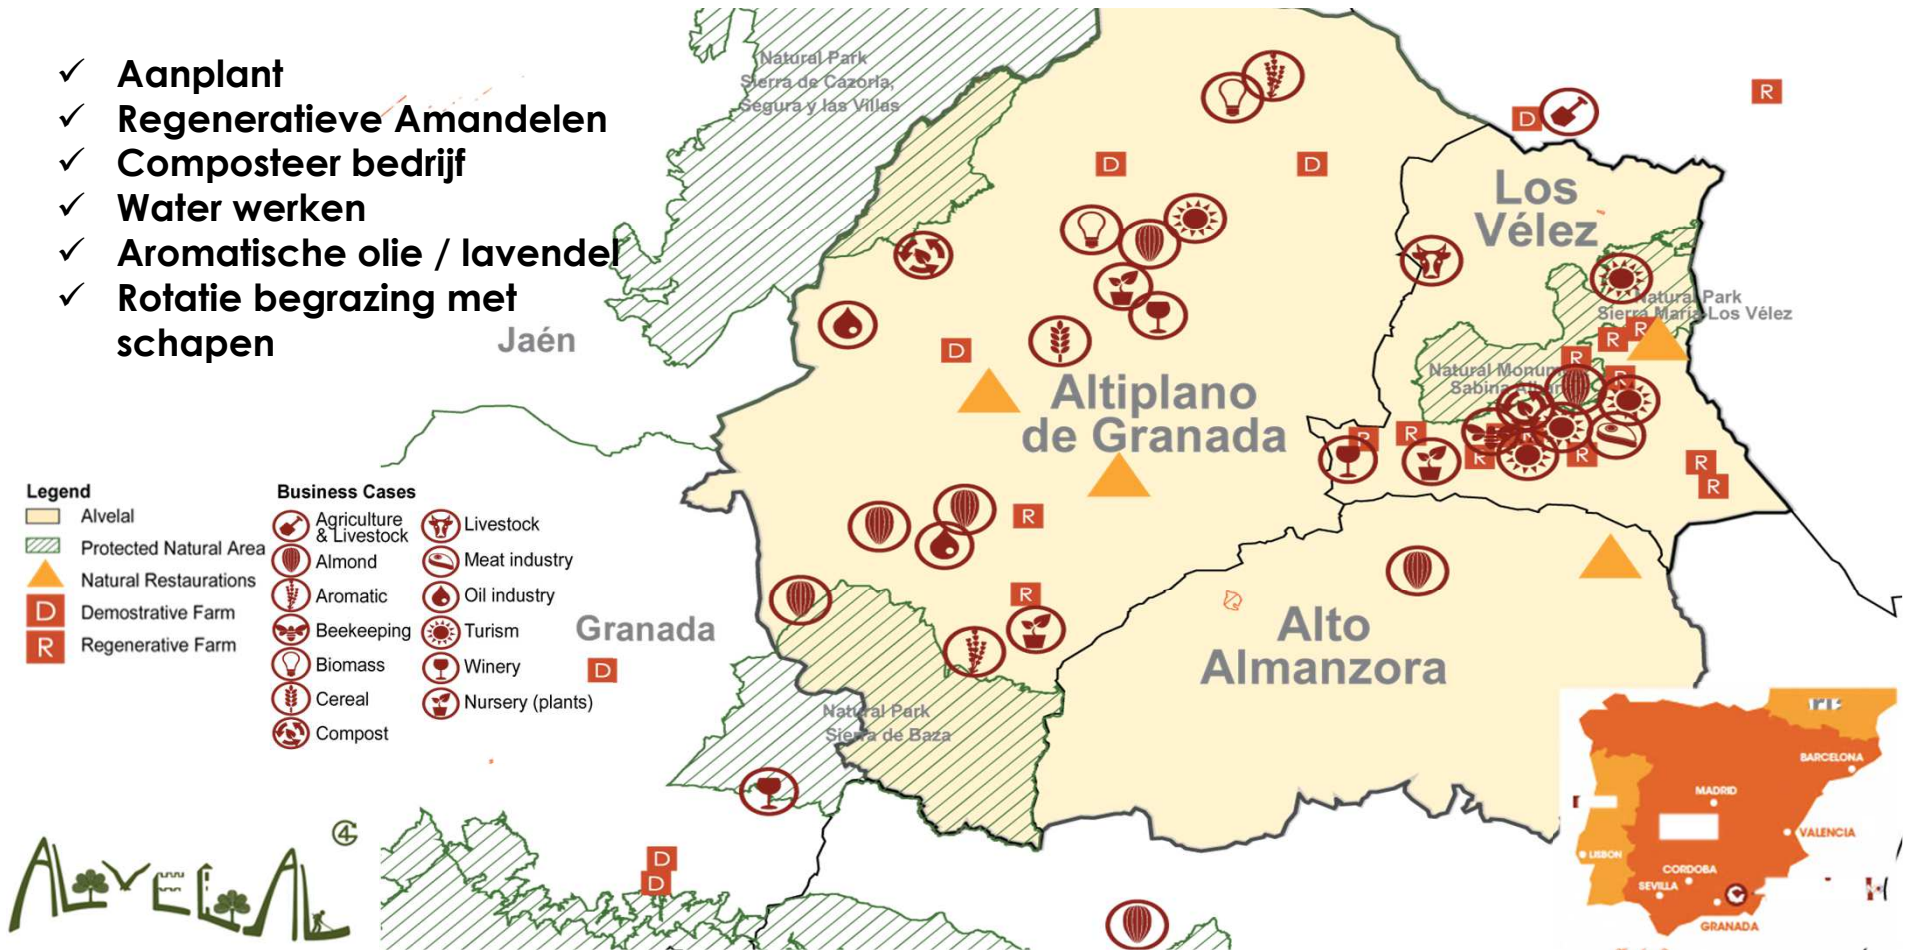 ✓ Aanplant
✓ Regeneratieve Amandelen
✓ Composteer bedrijf
✓ Water werken
✓ Aromatische olie / lavendel
✓ Rotatie begrazing met
schapen
Natural Park
Sierra de Cazorla,
Segura y las Villas
Jaén
Granada
Altiplano
de Granada
Los
Vélez
Natural Park
Sierra María-Los Vélez
Natural
Sabina
Alto
Almanzora
Natural Park
Sierra de Baza
D
D
D
D
D
D
D
R
R
R
R
R
R
R
R
R
R
R
R
R
R
Legend
Alvelal
Protected Natural Area
Natural Restaurations
D Demostrative Farm
R Regenerative Farm
Business Cases
Agriculture
& Livestock
Almond
Aromatic
Beekeeping
Biomass
Cereal
Compost
Livestock
Meat industry
Oil industry
Turism
Winery
Nursery (plants)
ALVELAL
4
BARCELONA
MADRID
VALENCIA
LISBON
CORDOBA
SEVILLA
GRANADA